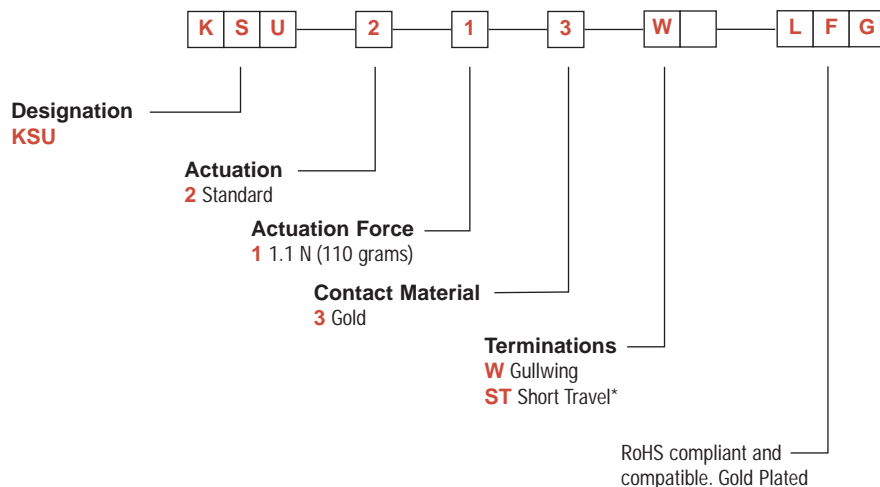 K S U 2 1 3 W L F G
Designation
KSU
Actuation
2 Standard
Actuation Force
1 1.1 N (110 grams)
Contact Material
3 Gold
Terminations
W Gullwing
ST Short Travel*
RoHS compliant and
compatible. Gold Plated